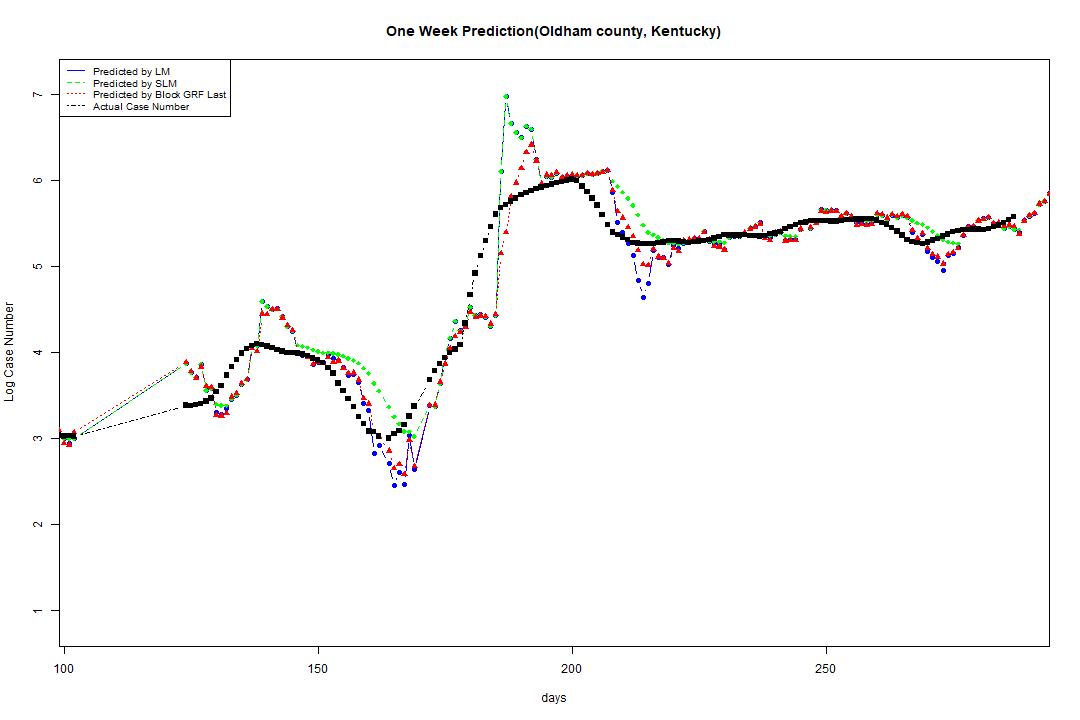 One Week Prediction(Oldham county, Kentucky)
Predicted by LM
Predicted by SLM
Predicted by Block GRF Last
Actual Case Number
7
6
5
4
3
2
1
Log Case Number
100 150 200 250
days